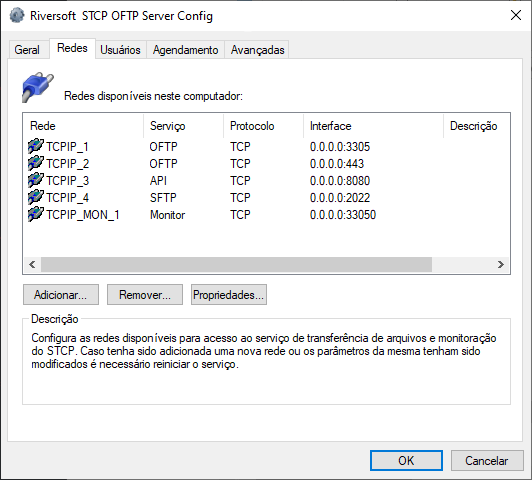 Riversoft STCP OFTP Server Config
Geral Redes Usuários Agendamento Avançadas
Redes disponíveis neste computador:
Rede Serviço Protocolo Interface Descrição
TCPIP_1 OFTP TCP 0.0.0.0:3305
TCPIP_2 OFTP TCP 0.0.0.0:443
TCPIP_3 API TCP 0.0.0.0:8080
TCPIP_4 SFTP TCP 0.0.0.0:2022
TCPIP_MON_1 Monitor TCP 0.0.0.0:33050
Adicionar... Remover... Propriedades...
Descrição
Configura as redes disponíveis para acesso ao serviço de transferência de arquivos e monitoração
do STCP. Caso tenha sido adicionada uma nova rede ou os parâmetros da mesma tenham sido
modificados é necessário reiniciar o serviço.
OK Cancelar